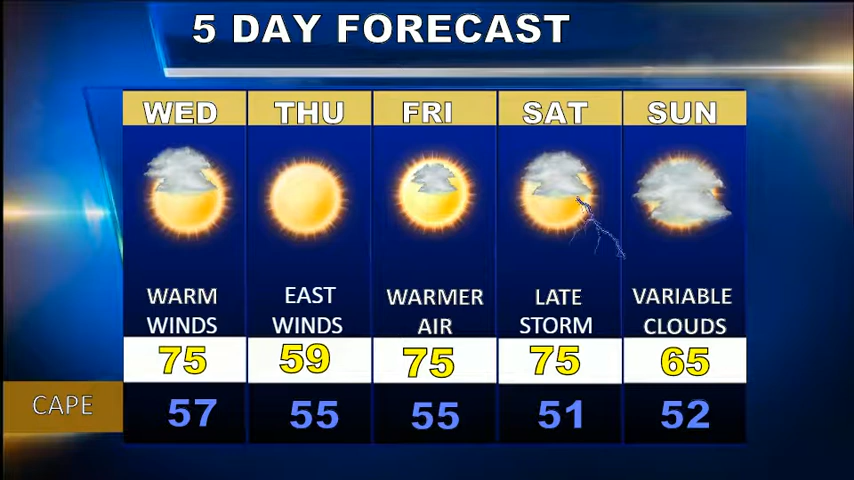 5 DAY FORECAST
WED THU FRI SAT SUN
WARM EAST WARMER LATE VARIABLE
WINDS WINDS AIR STORM CLOUDS
75 59 75 75 65
CAPE 57 55 55 51 52